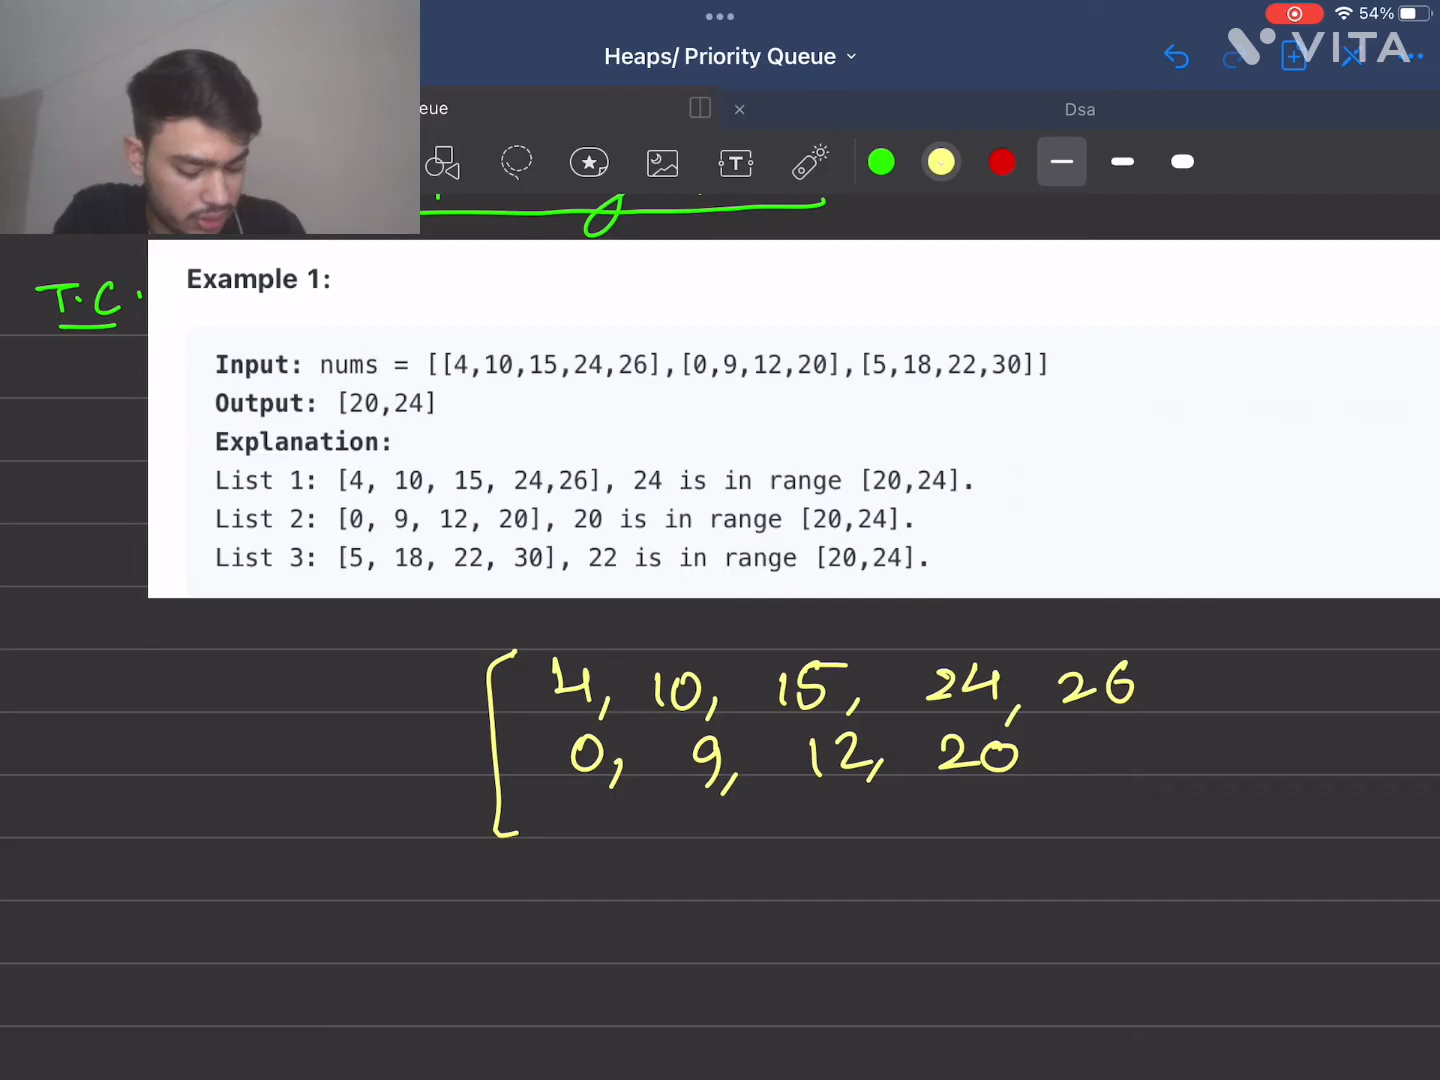 54%
Heaps/ Priority Queue
VITA
eue
Dsa
T
T.C.
Example 1:
Input: nums = [[4,10,15,24,26],[0,9,12,20],[5,18,22,30]]
Output: [20,24]
Explanation:
List 1: [4, 10, 15, 24,26], 24 is in range [20,24].
List 2: [0, 9, 12, 20], 20 is in range [20,24].
List 3: [5, 18, 22, 30], 22 is in range [20,24].
[ 4, 10, 15, 24, 26
0, 9, 12, 20